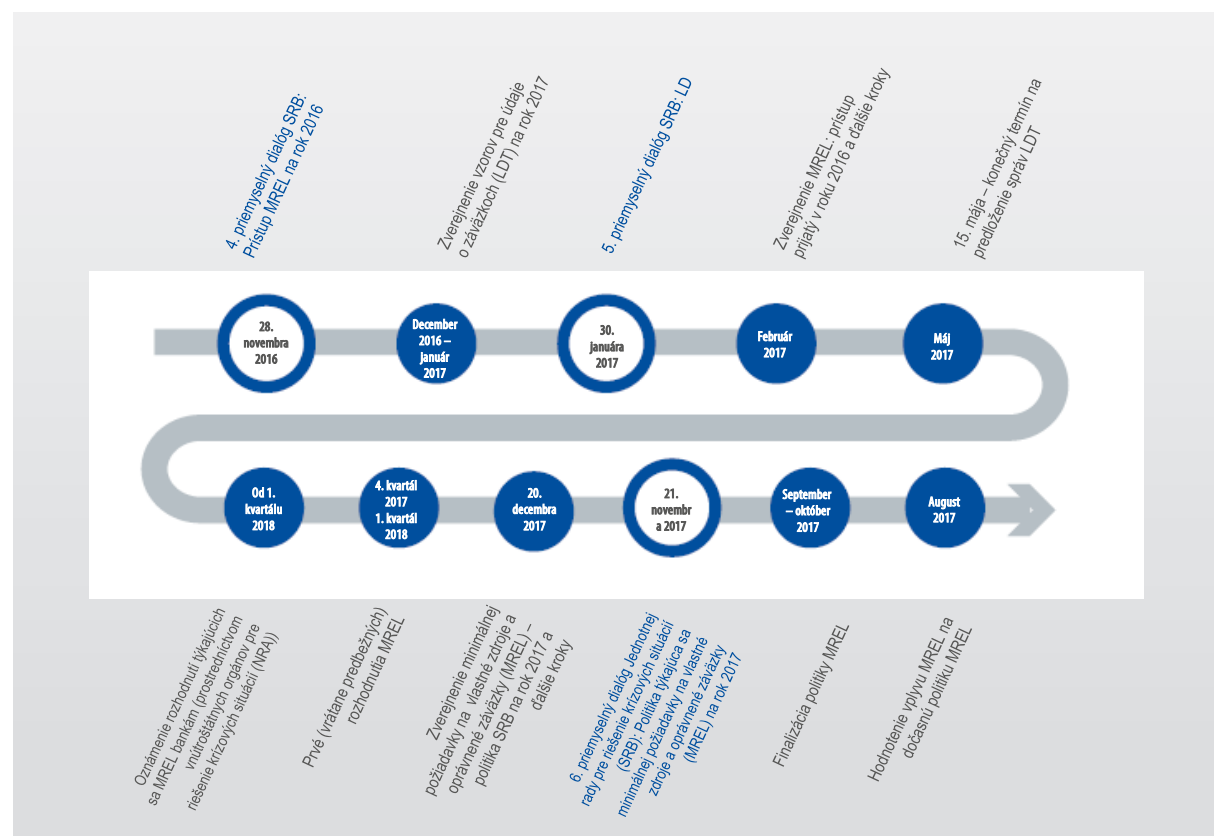 4. priemyselný dialóg SRB:
Prístup MREL na rok 2016
Zverejnenie vzorov pre údaje
o záväzkoch (LDT) na rok 2017
5. priemyselný dialóg SRB: LD
Zverejnenie MREL: prístup
prijatý v roku 2016 a ďalšie kroky
15. mája – konečný termín na
predloženie správ LDT
28.
novembra
2016
December
2016 –
január
2017
30.
januára
2017
Február
2017
Máj
2017
Od 1.
kvartálu
2018
4. kvartál
2017
1. kvartál
2018
20.
decembra
2017
21.
novembr
a 2017
September
– október
2017
August
2017
Oznámenie rozhodnutí týkajúcich
sa MREL bankám (prostredníctvom
vnútroštátnych orgánov pre
riešenie krízových situácií (NRA))
Prvé (vrátane predbežných)
rozhodnutia MREL
Zverejnenie minimálnej
požiadavky na vlastné zdroje a
oprávnené záväzky (MREL) –
politika SRB na rok 2017 a
ďalšie kroky
6. priemyselný dialóg Jednotnej
rady pre riešenie krízových situácií
(SRB): Politika týkajúca sa
minimálnej požiadavky na vlastné
zdroje a oprávnené záväzky
(MREL) na rok 2017
Finalizácia politiky MREL
Hodnotenie vplyvu MREL na
dočasnú politiku MREL